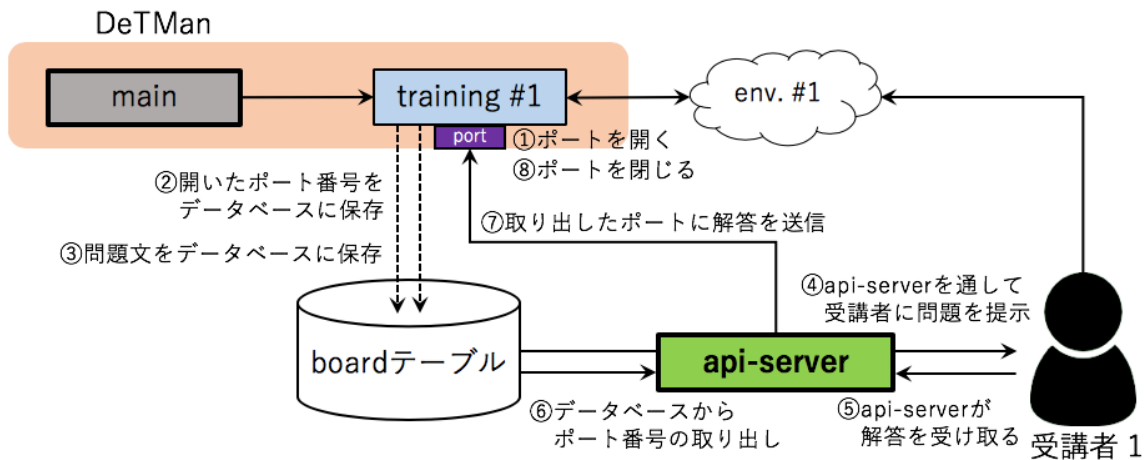 DeTMan
main
training #1
env. #1
port
①ポートを開く
⑧ポートを閉じる
②開いたポート番号を
データベースに保存
③問題文をデータベースに保存
⑦取り出したポートに解答を送信
④api-serverを通して
受講者に問題を提示
boardテーブル
api-server
⑥データベースから
ポート番号の取り出し
⑤api-serverが
解答を受け取る
受講者 1